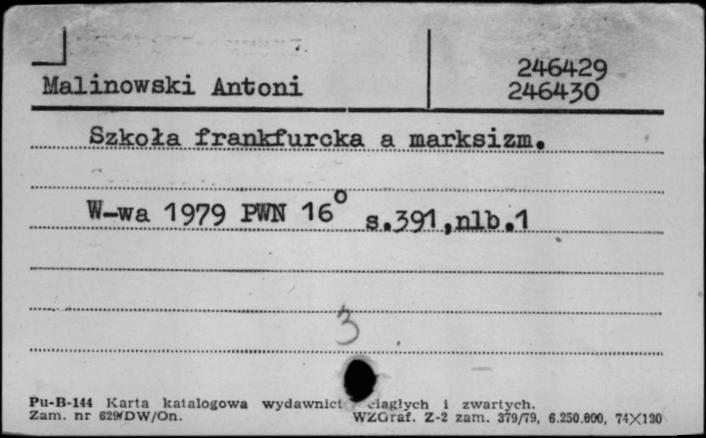 246429
Malinowski Antoni 246430
Szkoła frankfurcka a marksizm.
W-wa 1979 PWN 16° s.391,nlb.1
3
Pu-B-144 Karta katalogowa wydawnict ciągłych i zwartych.
Zam. nr 629/DW/On. WZGraf. Z-2 zam. 379/79, 6.250.000, 74X120